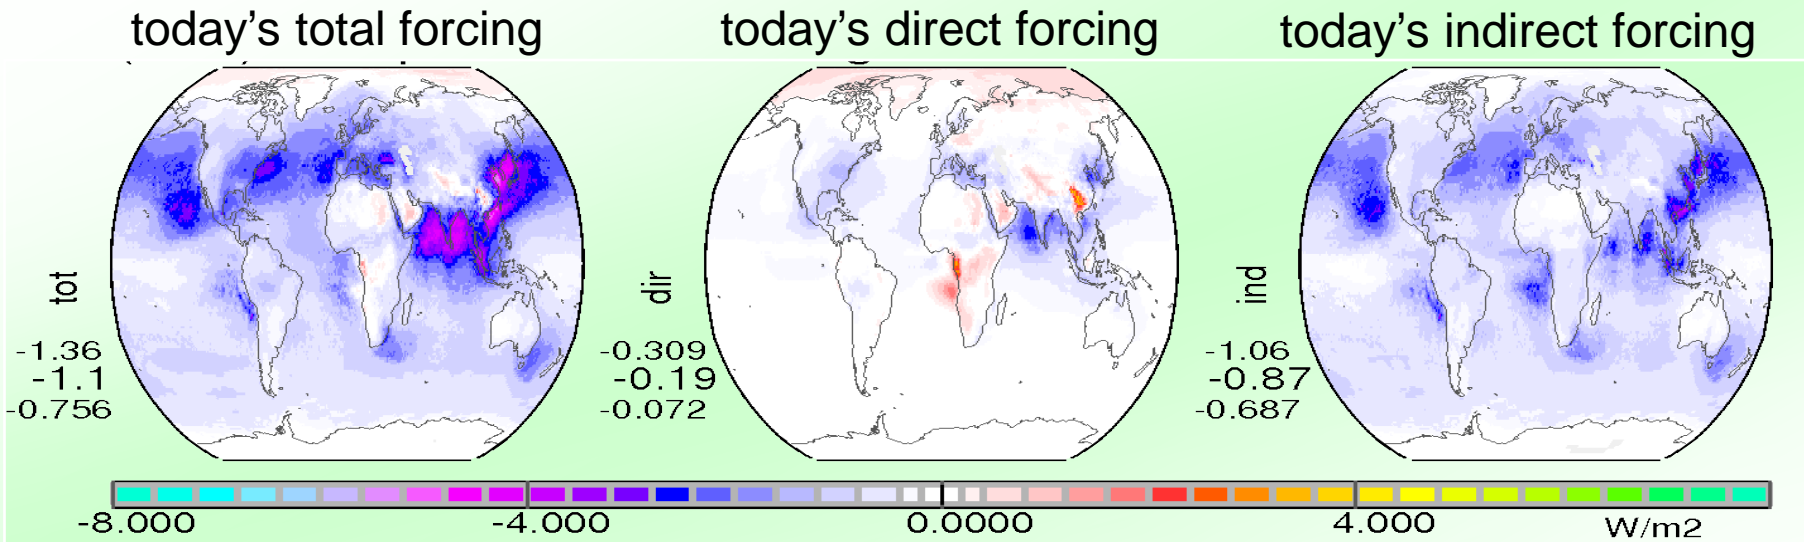 today's total forcing
today's direct forcing
today's indirect forcing
tot
-1.36
-1.1
-0.756
dir
-0.309
-0.19
-0.072
ind
-1.06
-0.87
-0.687
-8.000 -4.000 0.0000 4.000 W/m2